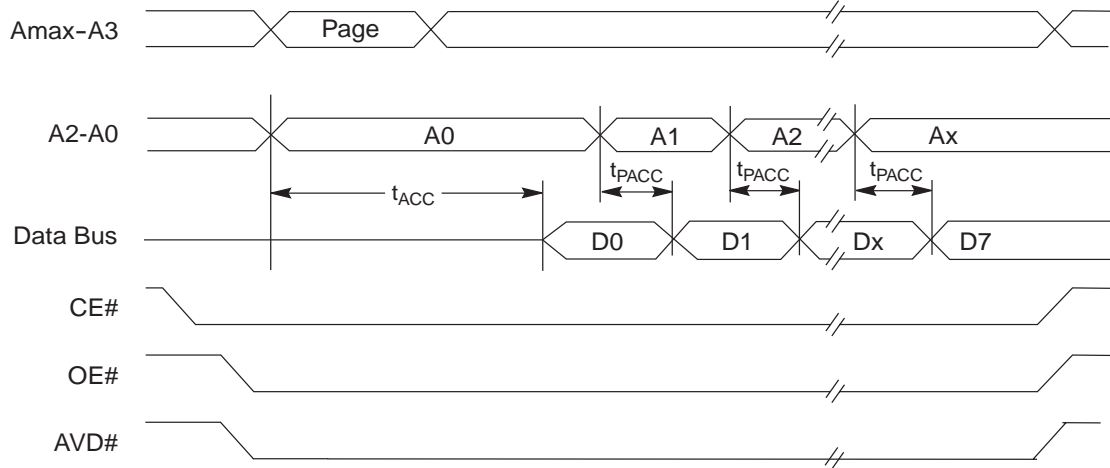 Amax-A3 Page
A2-A0 A0 A1 A2 Ax
tACC tPACC tPACC tPACC
Data Bus D0 D1 Dx D7
CE#
OE#
AVD#